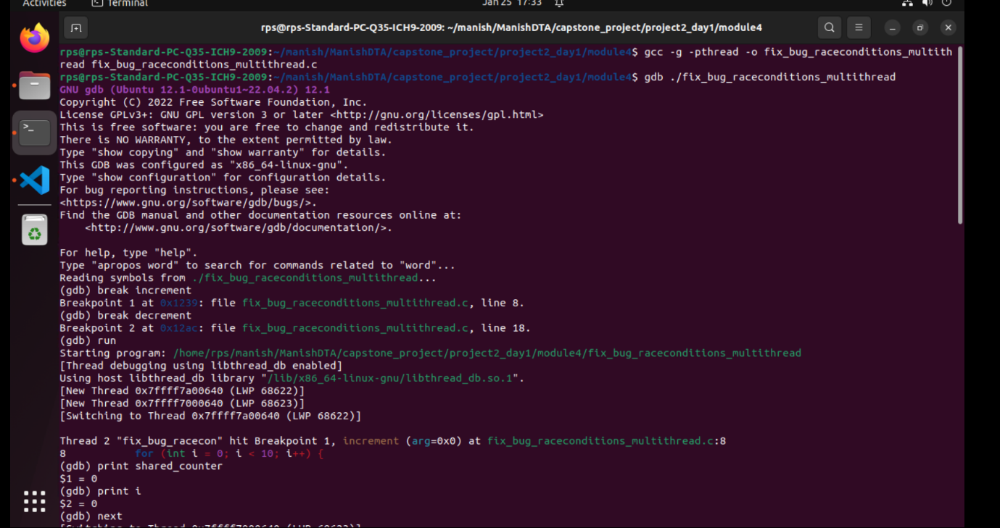 Activities
Terminal
Jan 25 17:33
rps@rps-Standard-PC-Q35-ICH9-2009: ~/manish/ManishDTA/capstone_project/project2_day1/module4
rps@rps-Standard-PC-Q35-ICH9-2009:~/manish/ManishDTA/capstone_project/project2_day1/module4$ gcc -g -pthread -o fix_bug_raceconditions_multith
read fix_bug_raceconditions_multithread.c
rps@rps-Standard-PC-Q35-ICH9-2009:~/manish/ManishDTA/capstone_project/project2_day1/module4$ gdb ./fix_bug_raceconditions_multithread
GNU gdb (Ubuntu 12.1-0ubuntu1~22.04.2) 12.1
Copyright (C) 2022 Free Software Foundation, Inc.
License GPLv3+: GNU GPL version 3 or later <http://gnu.org/licenses/gpl.html>
This is free software: you are free to change and redistribute it.
There is NO WARRANTY, to the extent permitted by law.
Type "show copying" and "show warranty" for details.
This GDB was configured as "x86_64-linux-gnu".
Type "show configuration" for configuration details.
For bug reporting instructions, please see:
<https://www.gnu.org/software/gdb/bugs/>.
Find the GDB manual and other documentation resources online at:
    <http://www.gnu.org/software/gdb/documentation/>.
For help, type "help".
Type "apropos word" to search for commands related to "word"...
Reading symbols from ./fix_bug_raceconditions_multithread...
(gdb) break increment
Breakpoint 1 at 0x1239: file fix_bug_raceconditions_multithread.c, line 8.
(gdb) break decrement
Breakpoint 2 at 0x12ac: file fix_bug_raceconditions_multithread.c, line 18.
(gdb) run
Starting program: /home/rps/manish/ManishDTA/capstone_project/project2_day1/module4/fix_bug_raceconditions_multithread
[Thread debugging using libthread_db enabled]
Using host libthread_db library "/lib/x86_64-linux-gnu/libthread_db.so.1".
[New Thread 0x7ffff7a00640 (LWP 68622)]
[New Thread 0x7ffff7000640 (LWP 68623)]
[Switching to Thread 0x7ffff7a00640 (LWP 68622)]
Thread 2 "fix_bug_racecon" hit Breakpoint 1, increment (arg=0x0) at fix_bug_raceconditions_multithread.c:8
8           for (int i = 0; i < 10; i++) {
(gdb) print shared_counter
$1 = 0
(gdb) print i
$2 = 0
(gdb) next
[Switching to Thread 0x7ffff7000640 (LWP 68623)]